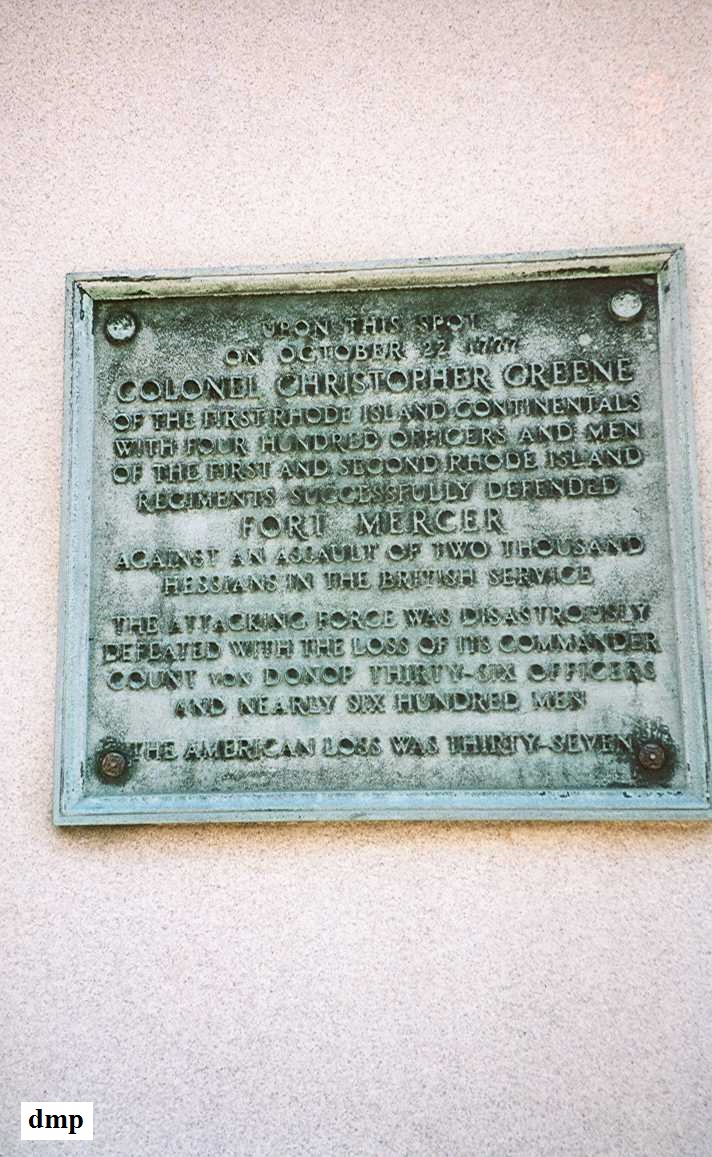 UPON THIS SPOT
ON OCTOBER 22 1777
COLONEL CHRISTOPHER GREENE
OF THE FIRST RHODE ISLAND CONTINENTALS
WITH FOUR HUNDRED OFFICERS AND MEN
OF THE FIRST AND SECOND RHODE ISLAND
REGIMENTS SUCCESSFULLY DEFENDED
FORT MERCER
AGAINST AN ASSAULT OF TWO THOUSAND
HESSIANS IN THE BRITISH SERVICE
THE ATTACKING FORCE WAS DISASTROUSLY
DEFEATED WITH THE LOSS OF ITS COMMANDER
COUNT von DONOP THIRTY-SIX OFFICERS
AND NEARLY SIX HUNDRED MEN
THE AMERICAN LOSS WAS THIRTY-SEVEN
dmp